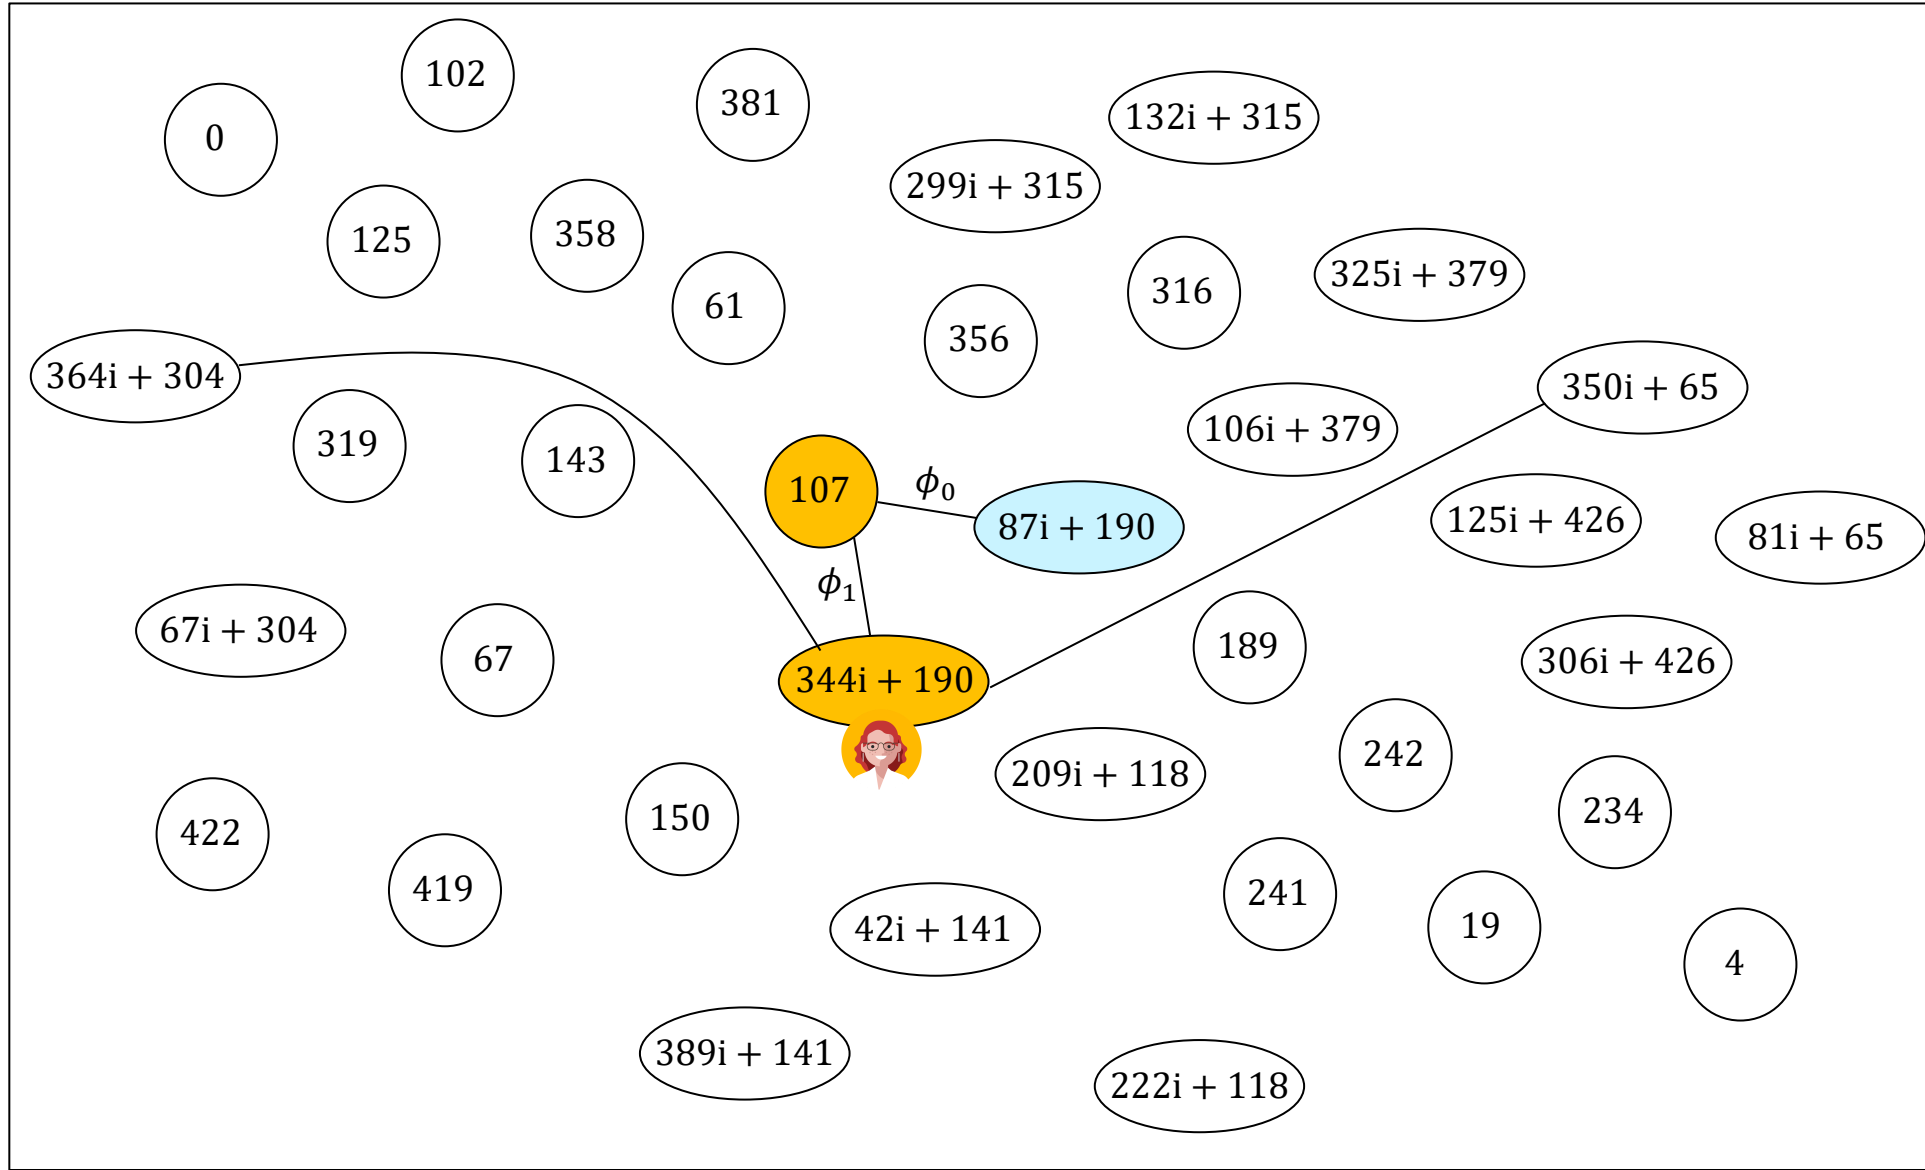 102
381
132i + 315
0
299i + 315
125
358
325i + 379
316
61
356
364i + 304
350i + 65
106i + 379
319
143
107
ϕ₀
87i + 190
125i + 426
81i + 65
ϕ₁
67i + 304
67
189
306i + 426
344i + 190
242
209i + 118
234
150
422
419
241
42i + 141
19
4
389i + 141
222i + 118